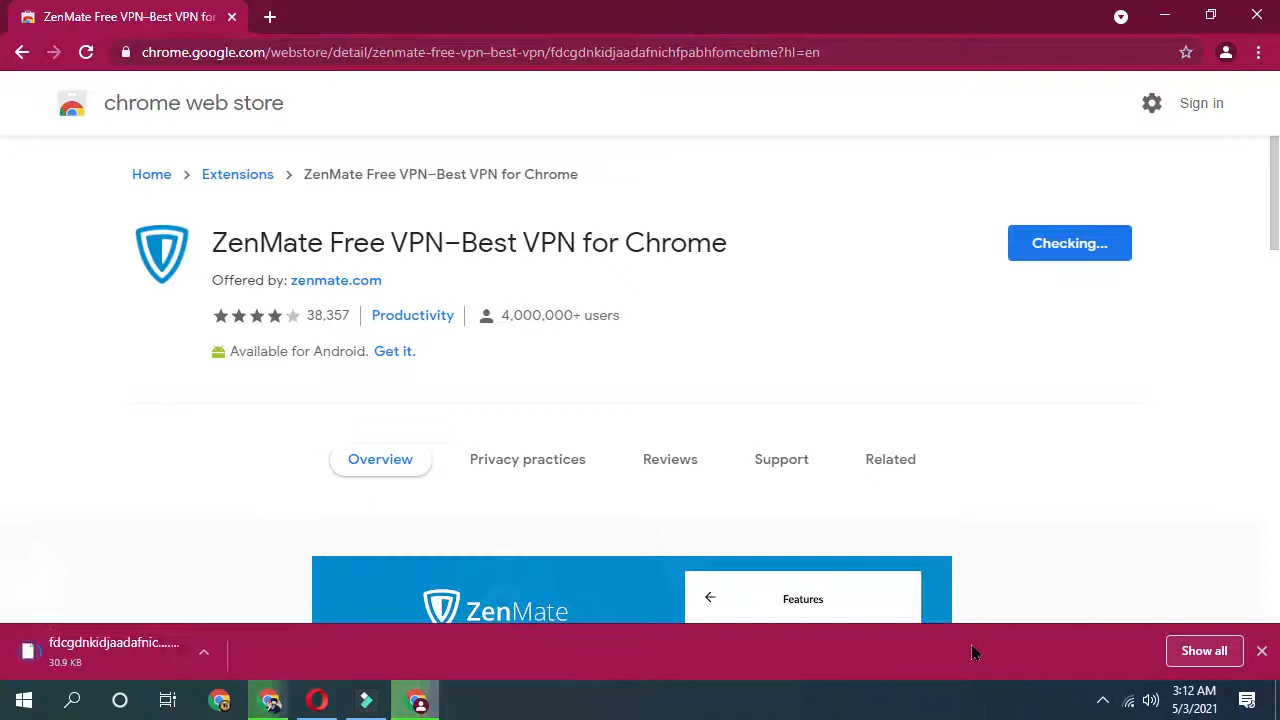 ZenMate Free VPN–Best VPN for
chrome.google.com/webstore/detail/zenmate-free-vpn–best-vpn/fdcgdnkidjaadafnichfpabhfomcebme?hl=en
chrome web store
Sign in
Home
Extensions
ZenMate Free VPN–Best VPN for Chrome
ZenMate Free VPN–Best VPN for Chrome
Checking...
Offered by: zenmate.com
38,357
Productivity
4,000,000+ users
Available for Android. Get it.
Overview
Privacy practices
Reviews
Support
Related
ZenMate
Features
fdcgdnkidjaadafnic......
30.9 KB
Show all
3:12 AM
5/3/2021